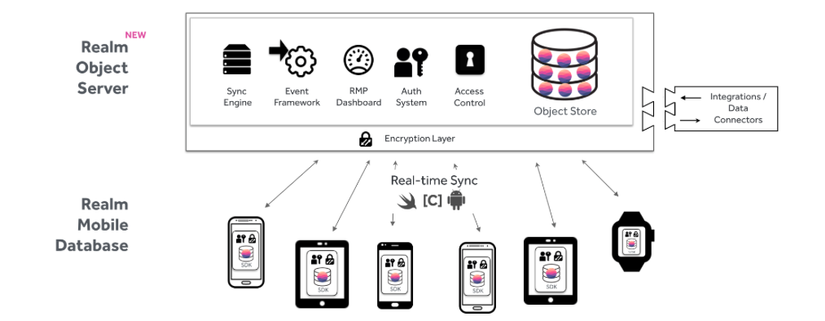 NEW
Realm
Object
Server
Sync
Engine
Event
Framework
RMP
Dashboard
Auth
System
Access
Control
Object Store
Integrations /
Data
Connectors
Encryption Layer
Real-time Sync
[C]
Realm
Mobile
Database
SDK
SDK
SDK
SDK
SDK